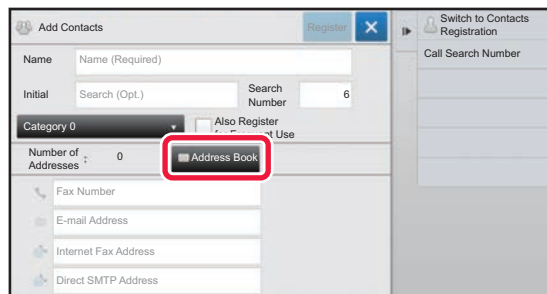 Add Contacts
Register
Name
Name (Required)
Initial
Search (Opt.)
Search
Number
6
Category 0
Also Register
for Frequent Use
Number of
Addresses
:
0
Address Book
Fax Number
E-mail Address
Internet Fax Address
Direct SMTP Address
Switch to Contacts
Registration
Call Search Number